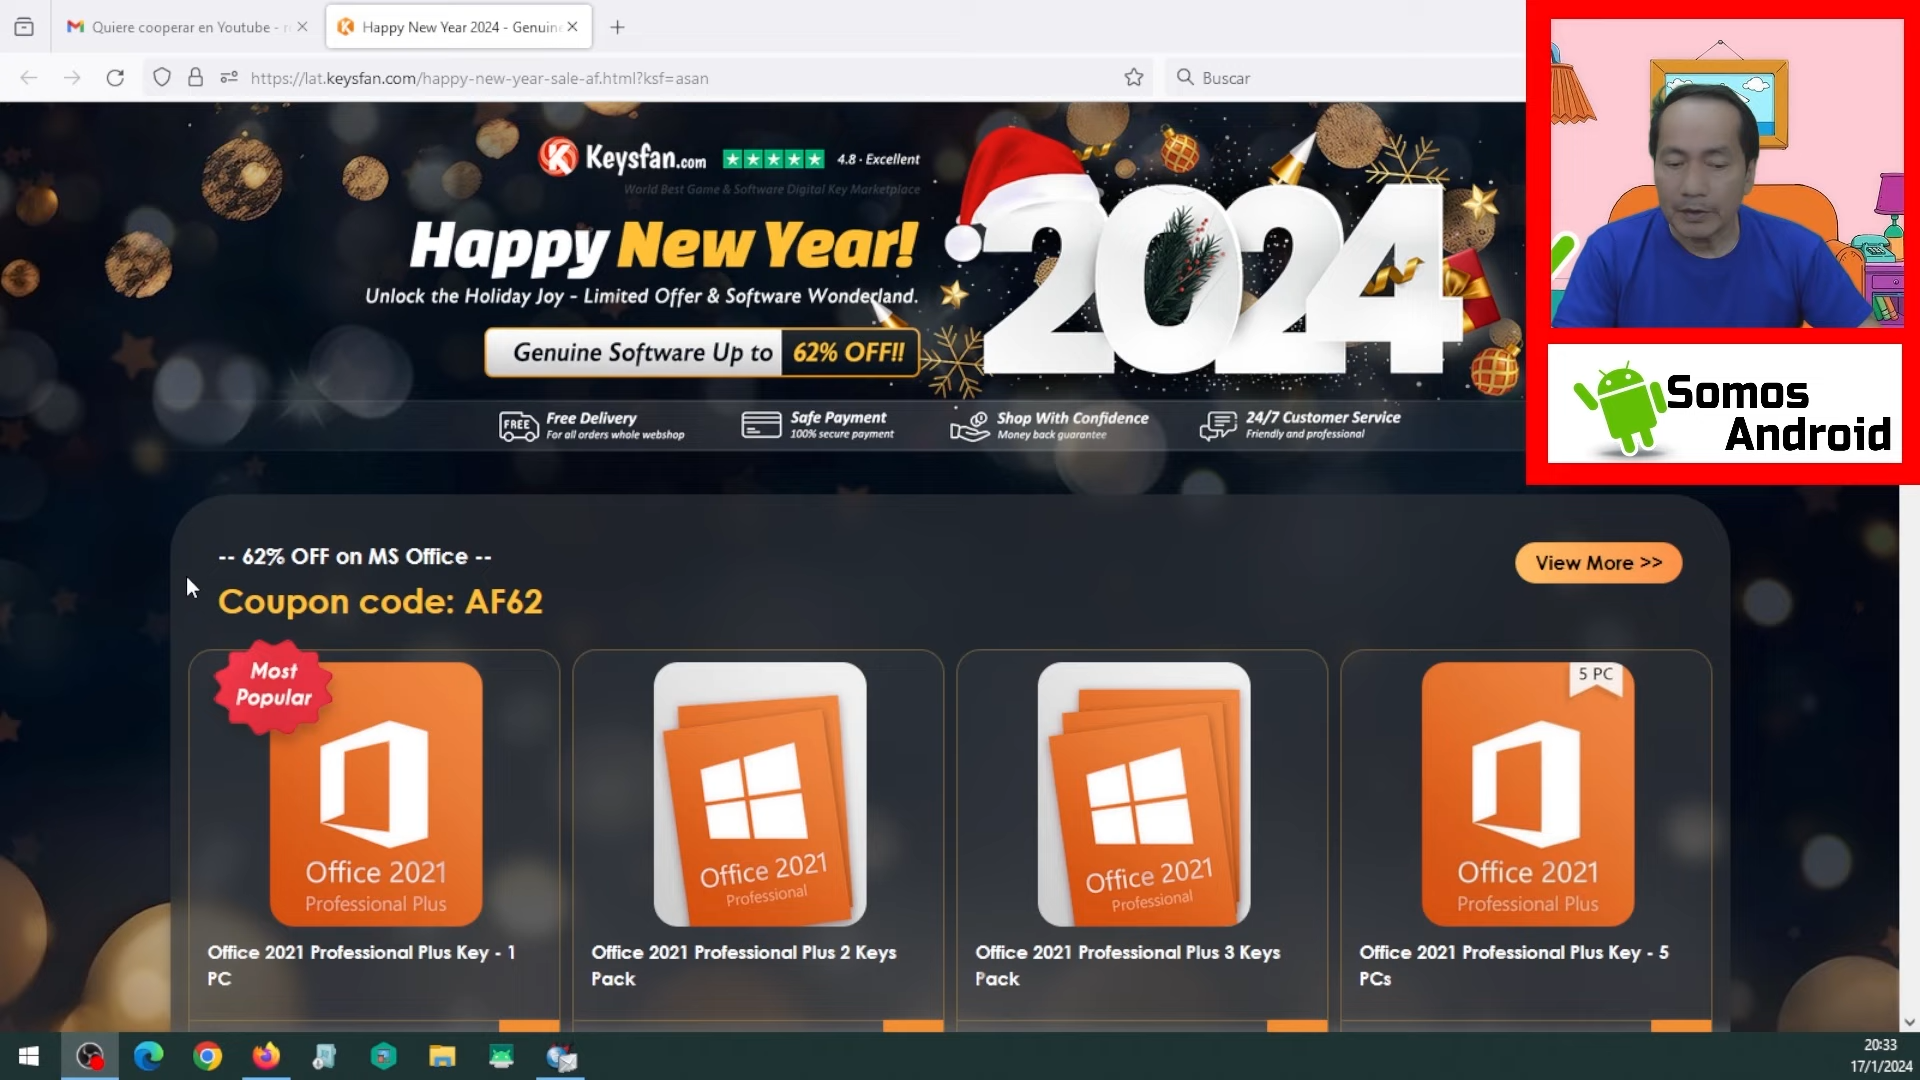 Quiere cooperar en Youtube - r
Happy New Year 2024 - Genuin
https://lat.keysfan.com/happy-new-year-sale-af.html?ksf=asan
Buscar
Keysfan.com
4.8 · Excellent
World Best Game & Software Digital Key Marketplace
Happy New Year!
2024
Unlock the Holiday Joy - Limited Offer & Software Wonderland.
Genuine Software Up to 62% OFF!!
FREE
Free Delivery
For all orders whole webshop
Safe Payment
100% secure payment
Shop With Confidence
Money back guarantee
24/7 Customer Service
Friendly and professional
Somos
Android
-- 62% OFF on MS Office --
View More >>
Coupon code: AF62
Most
Popular
Office 2021
Professional Plus
Office 2021
Professional
Office 2021
Professional
5 PC
Office 2021
Professional Plus
Office 2021 Professional Plus Key - 1
PC
Office 2021 Professional Plus 2 Keys
Pack
Office 2021 Professional Plus 3 Keys
Pack
Office 2021 Professional Plus Key - 5
PCs
20:33
17/1/2024